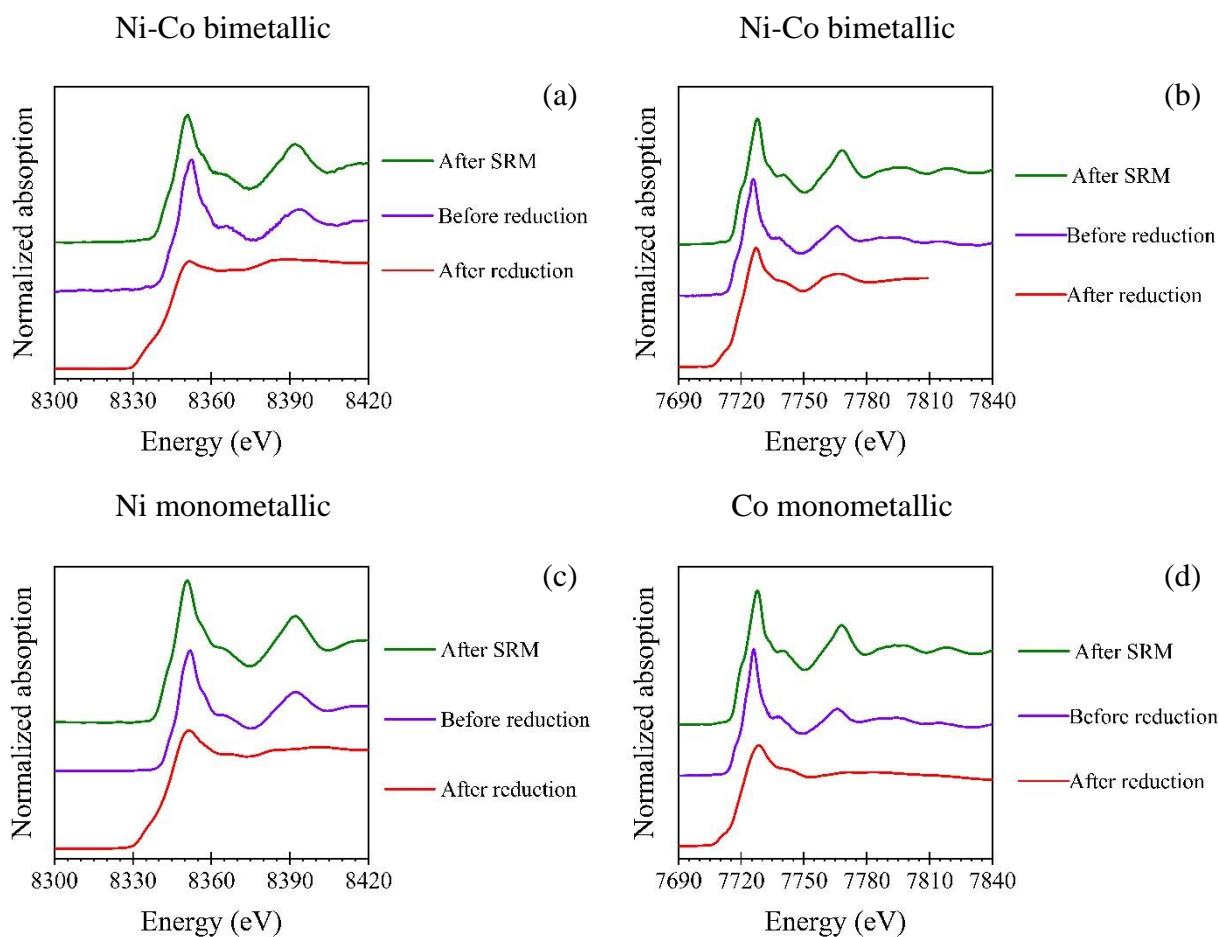 Ni-Co bimetallic
(a)
Normalized absoption
After SRM
Before reduction
After reduction
8300 8330 8360 8390 8420
Energy (eV)
Ni-Co bimetallic
(b)
Normalized absoption
After SRM
Before reduction
After reduction
7690 7720 7750 7780 7810 7840
Energy (eV)
Ni monometallic
(c)
Normalized absoption
After SRM
Before reduction
After reduction
8300 8330 8360 8390 8420
Energy (eV)
Co monometallic
(d)
Normalized absoption
After SRM
Before reduction
After reduction
7690 7720 7750 7780 7810 7840
Energy (eV)